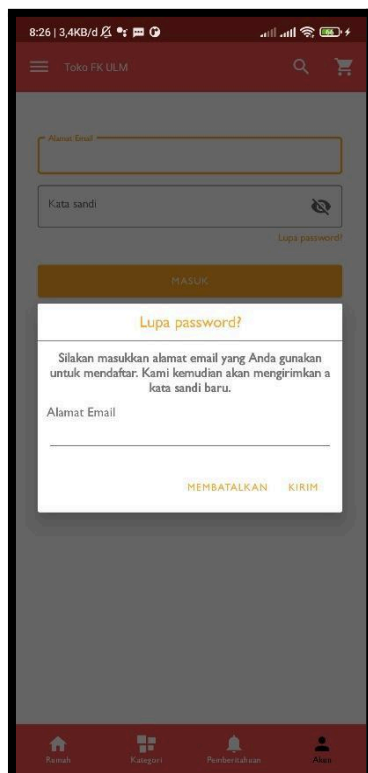 8:26 | 3,4KB/d
66
Toko FK ULM
Alamat Email
Kata sandi
Lupa password?
MASUK
Lupa password?
Silakan masukkan alamat email yang Anda gunakan
untuk mendaftar. Kami kemudian akan mengirimkan a
kata sandi baru.
Alamat Email
MEMBATALKAN KIRIM
Rumah Kategori Pemberitahuan Akun